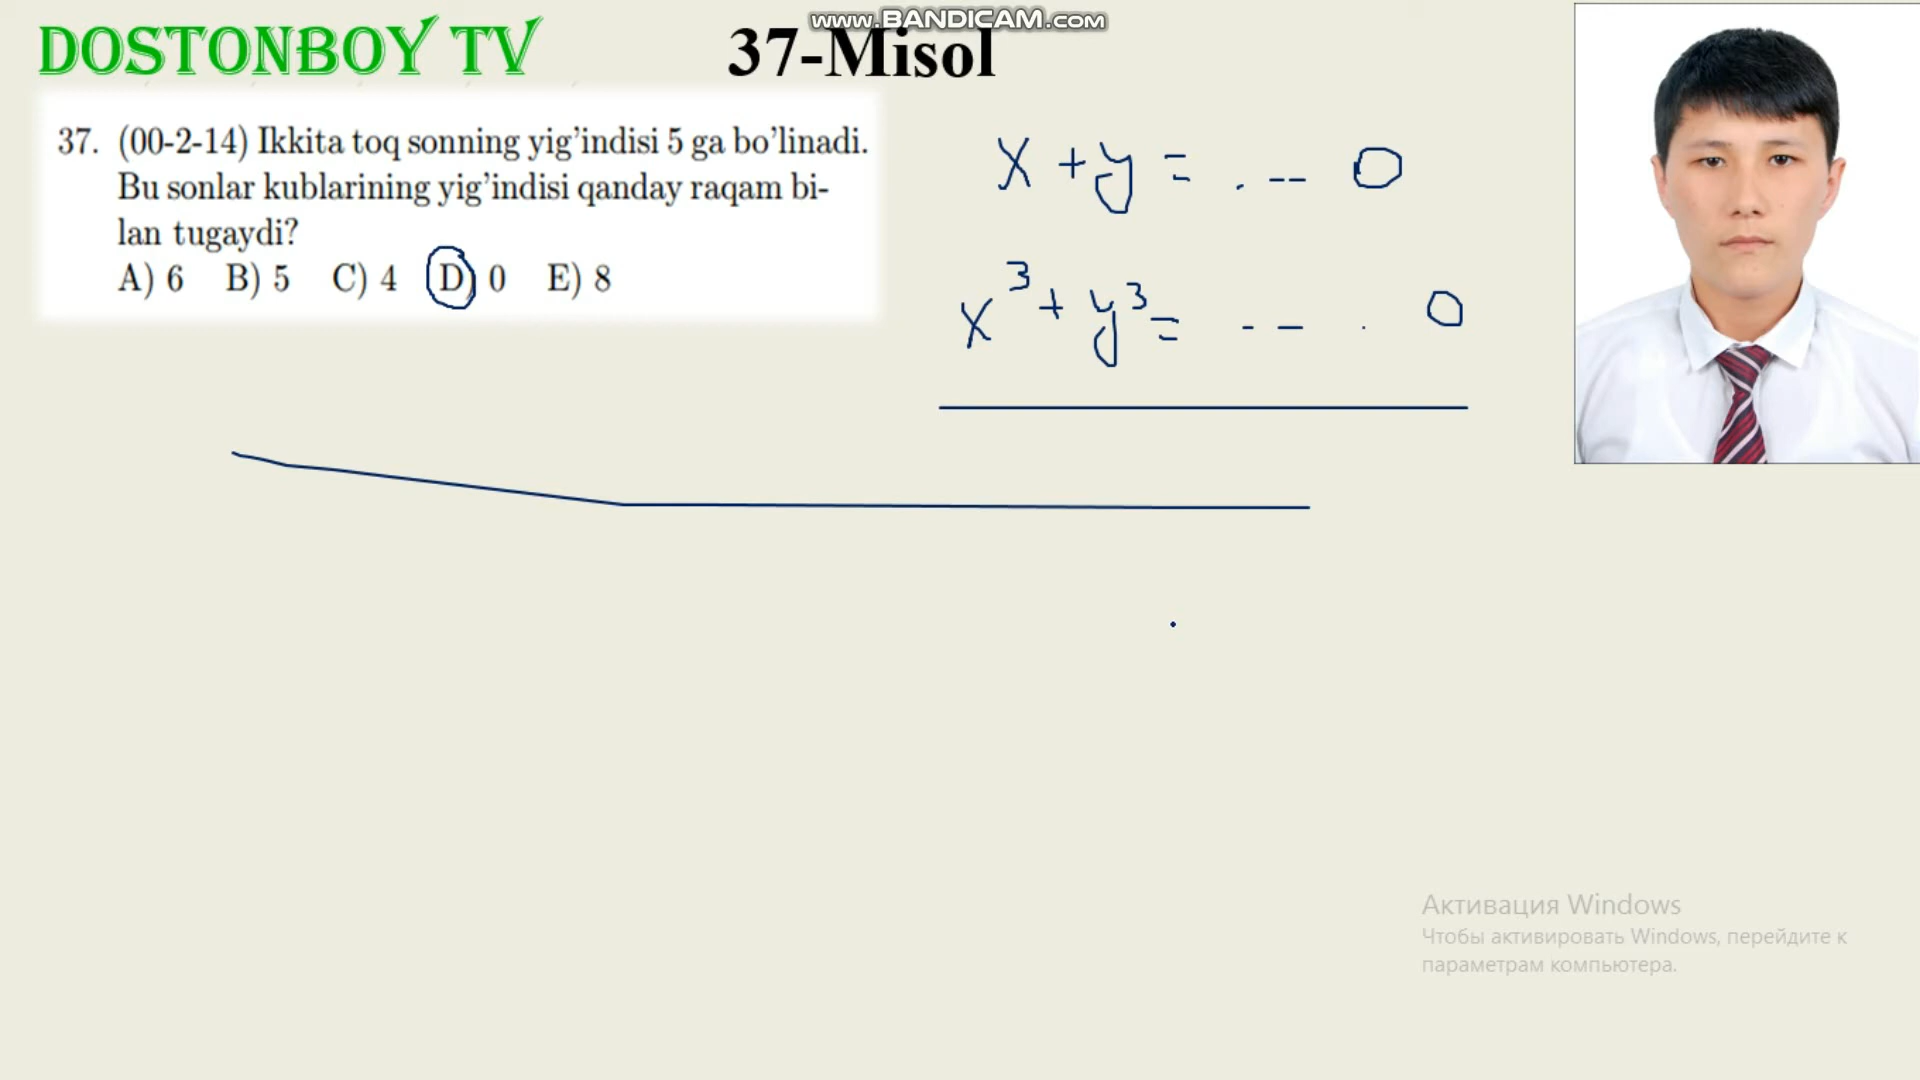 www.BANDICAM.com
DOSTONBOY TV
37-Misol
37. (00-2-14) Ikkita toq sonning yig’indisi 5 ga bo’linadi.
Bu sonlar kublarining yig’indisi qanday raqam bi-
lan tugaydi?
A) 6 B) 5 C) 4 D) 0 E) 8
x + y = . -- 0
x³ + y³ = -- . 0
Активация Windows
Чтобы активировать Windows, перейдите к
параметрам компьютера.